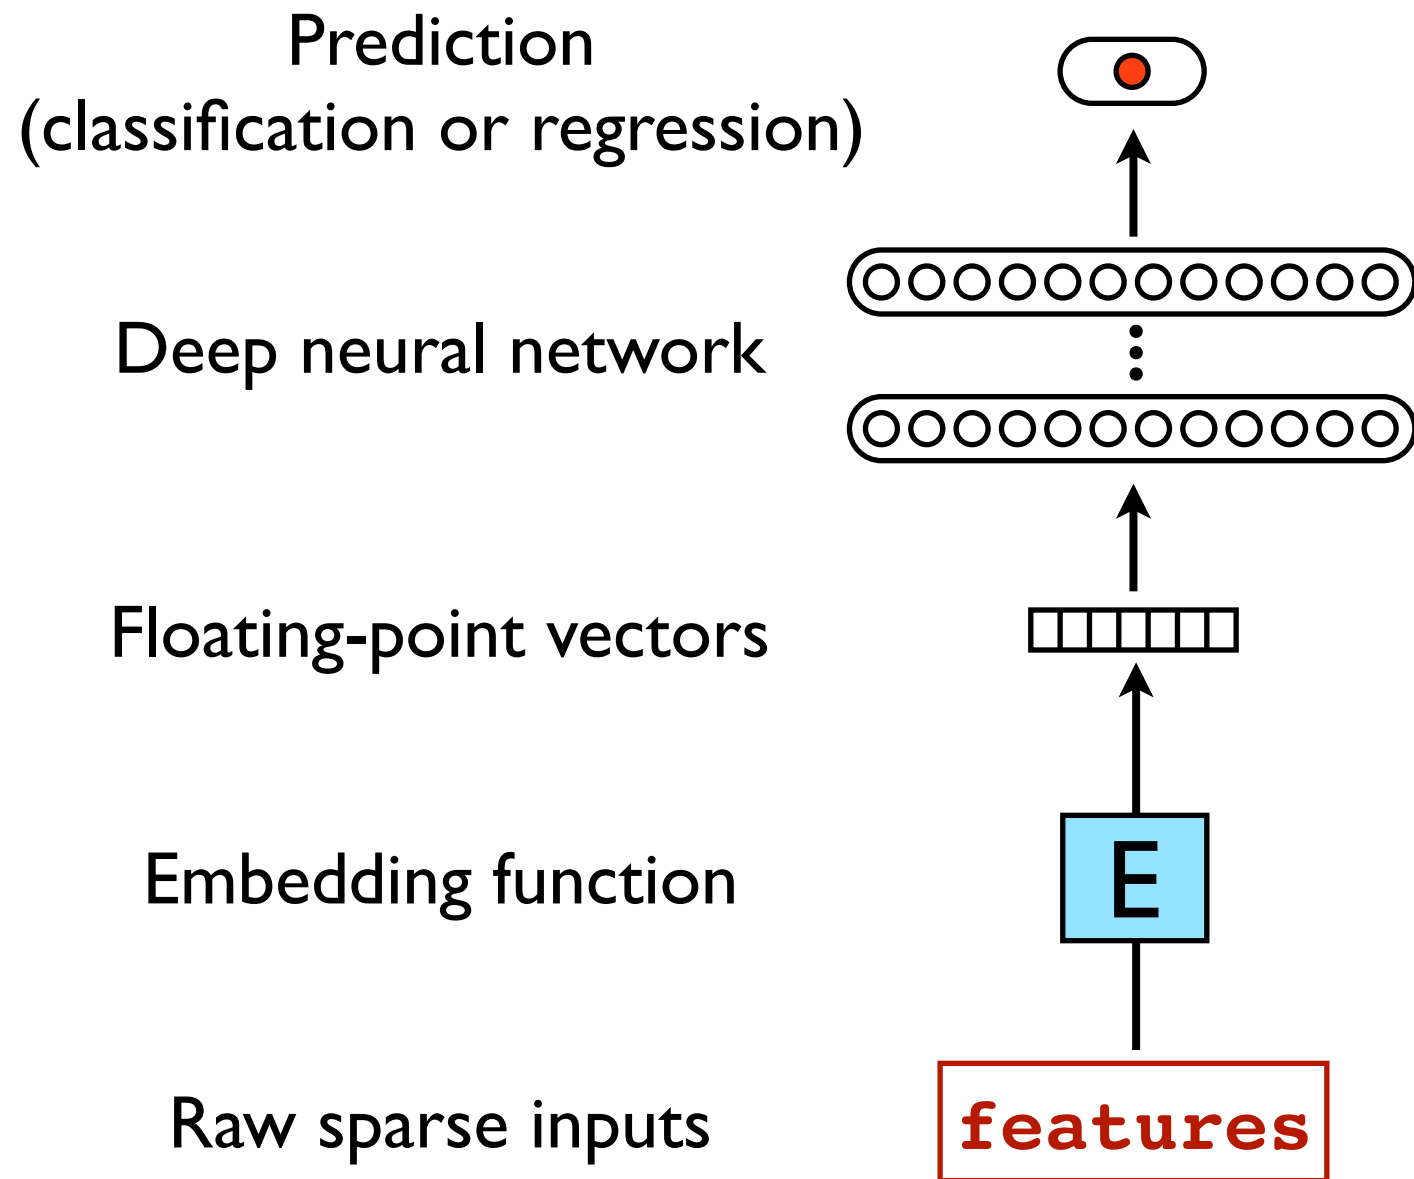 Prediction
(classification or regression)
Deep neural network
Floating-point vectors
Embedding function
E
Raw sparse inputs
features